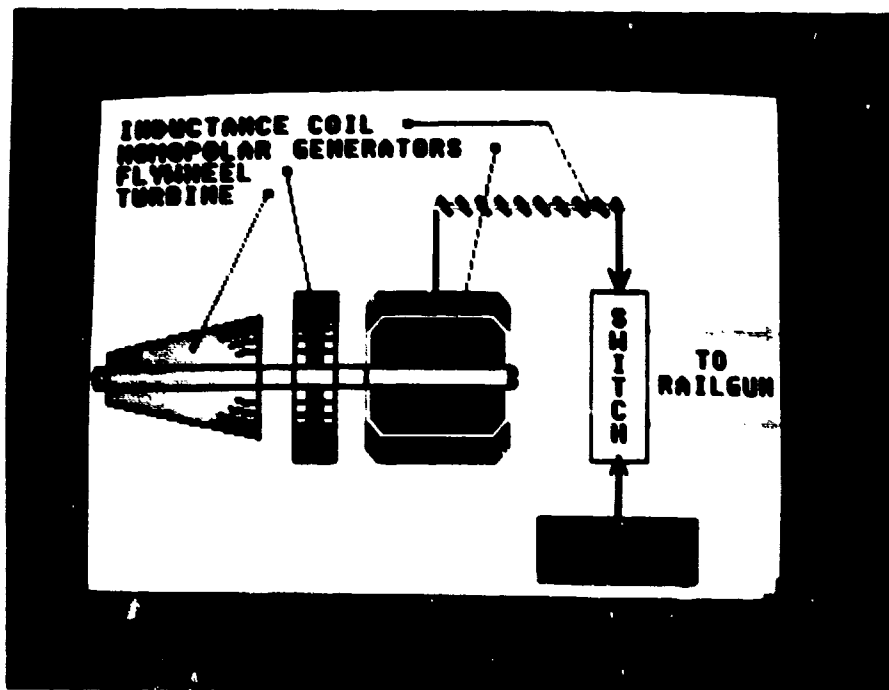 INDUCTANCE COIL
HOMOPOLAR GENERATORS
FLYWHEEL
TURBINE
SWITCH
TO
RAILGUN